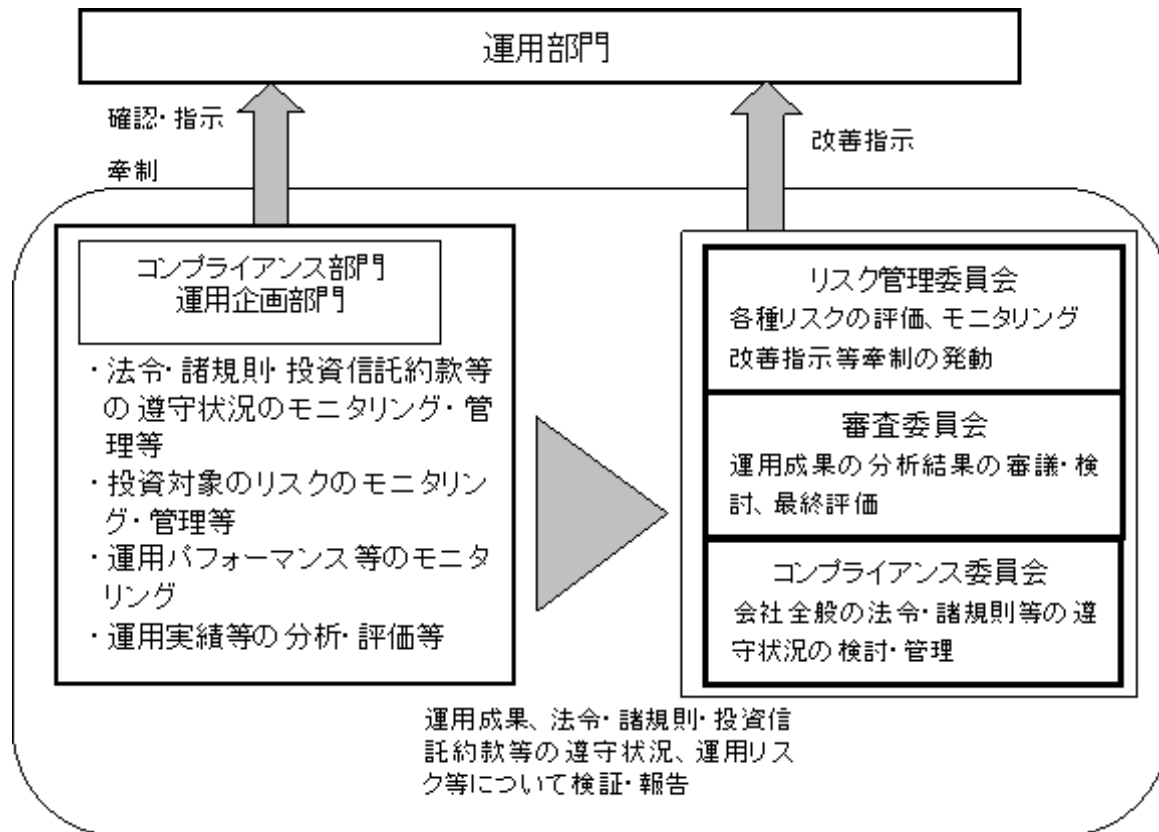 運用部門
確認・指示
牽制
改善指示
コンプライアンス部門
運用企画部門
・法令・諸規則・投資信託約款等
の遵守状況のモニタリング・管
理等
・投資対象のリスクのモニタリン
グ・管理等
・運用パフォーマンス等のモニタ
リング
・運用実績等の分析・評価等
リスク管理委員会
各種リスクの評価、モニタリング
改善指示等牽制の発動
審査委員会
運用成果の分析結果の審議・検
討、最終評価
コンプライアンス委員会
会社全般の法令・諸規則等の遵
守状況の検討・管理
運用成果、法令・諸規則・投資信
託約款等の遵守状況、運用リス
ク等について検証・報告